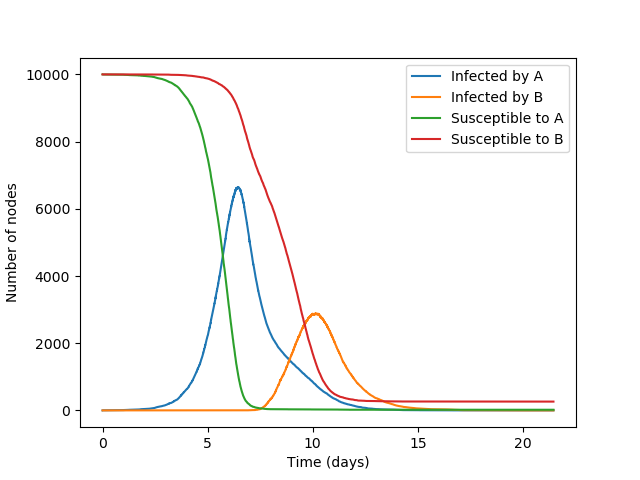 Infected by A
Infected by B
Susceptible to A
Susceptible to B
Number of nodes
10000
8000
6000
4000
2000
0
0 5 10 15 20
Time (days)